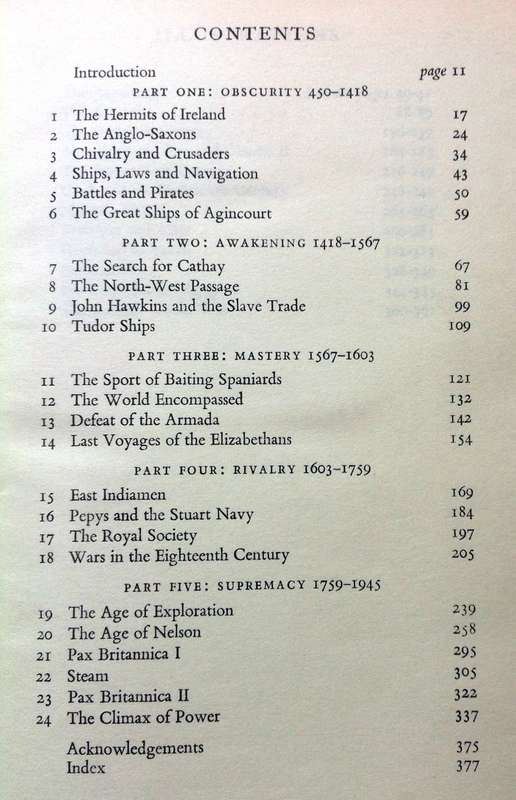 CONTENTS
Introduction page 11
PART ONE: OBSCURITY 450–1418
1 The Hermits of Ireland 17
2 The Anglo-Saxons 24
3 Chivalry and Crusaders 34
4 Ships, Laws and Navigation 43
5 Battles and Pirates 50
6 The Great Ships of Agincourt 59
PART TWO: AWAKENING 1418–1567
7 The Search for Cathay 67
8 The North-West Passage 81
9 John Hawkins and the Slave Trade 99
10 Tudor Ships 109
PART THREE: MASTERY 1567–1603
11 The Sport of Baiting Spaniards 121
12 The World Encompassed 132
13 Defeat of the Armada 142
14 Last Voyages of the Elizabethans 154
PART FOUR: RIVALRY 1603–1759
15 East Indiamen 169
16 Pepys and the Stuart Navy 184
17 The Royal Society 197
18 Wars in the Eighteenth Century 205
PART FIVE: SUPREMACY 1759–1945
19 The Age of Exploration 239
20 The Age of Nelson 258
21 Pax Britannica I 295
22 Steam 305
23 Pax Britannica II 322
24 The Climax of Power 337
Acknowledgements 375
Index 377